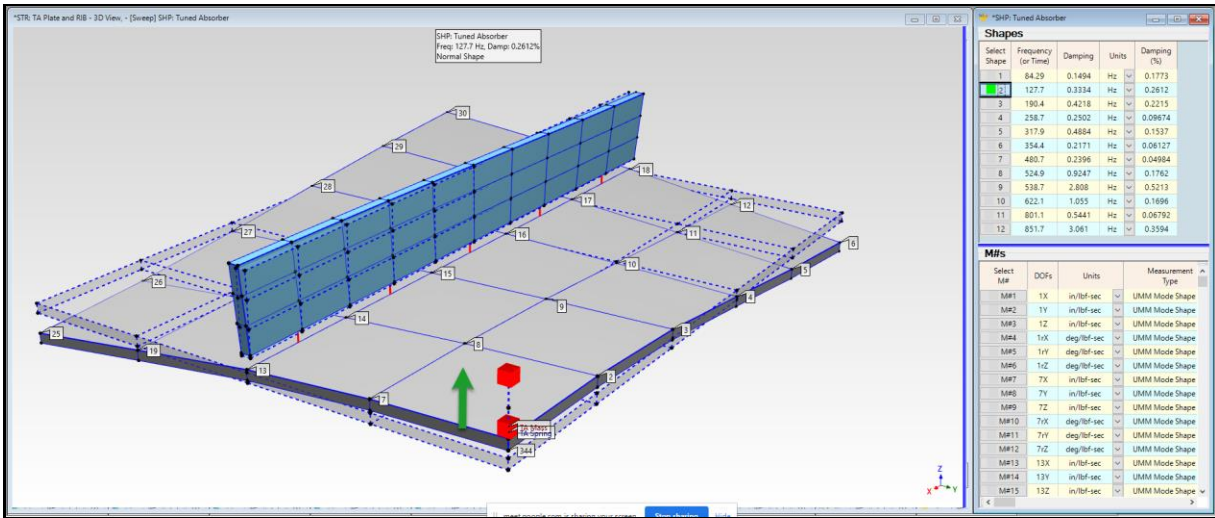 *STR: TA Plate and RIB - 3D View, - [Sweep] SHP: Tuned Absorber
SHP: Tuned Absorber
Freq: 127.7 Hz, Damp: 0.2612%
Normal Shape
30
29
28
27
26
25
19
18
17
16
15
14
13
12
11
10
9
8
7
6
5
4
3
2
TA Mass
TA Spring
344
Z
X
Y
meet.google.com is sharing your screen. Stop sharing Hide
*SHP: Tuned Absorber
Shapes
Select Shape Frequency (or Time) Damping Units Damping (%)
1 84.29 0.1494 Hz 0.1773
2 127.7 0.3334 Hz 0.2612
3 190.4 0.4218 Hz 0.2215
4 258.7 0.2502 Hz 0.09674
5 317.9 0.4884 Hz 0.1537
6 354.4 0.2171 Hz 0.06127
7 480.7 0.2396 Hz 0.04984
8 524.9 0.9247 Hz 0.1762
9 538.7 2.808 Hz 0.5213
10 622.1 1.055 Hz 0.1696
11 801.1 0.5441 Hz 0.06792
12 851.7 3.061 Hz 0.3594
M#s
Select M# DOFs Units Measurement Type
M#1 1X in/lbf-sec UMM Mode Shape
M#2 1Y in/lbf-sec UMM Mode Shape
M#3 1Z in/lbf-sec UMM Mode Shape
M#4 1rX deg/lbf-sec UMM Mode Shape
M#5 1rY deg/lbf-sec UMM Mode Shape
M#6 1rZ deg/lbf-sec UMM Mode Shape
M#7 7X in/lbf-sec UMM Mode Shape
M#8 7Y in/lbf-sec UMM Mode Shape
M#9 7Z in/lbf-sec UMM Mode Shape
M#10 7rX deg/lbf-sec UMM Mode Shape
M#11 7rY deg/lbf-sec UMM Mode Shape
M#12 7rZ deg/lbf-sec UMM Mode Shape
M#13 13X in/lbf-sec UMM Mode Shape
M#14 13Y in/lbf-sec UMM Mode Shape
M#15 13Z in/lbf-sec UMM Mode Shape